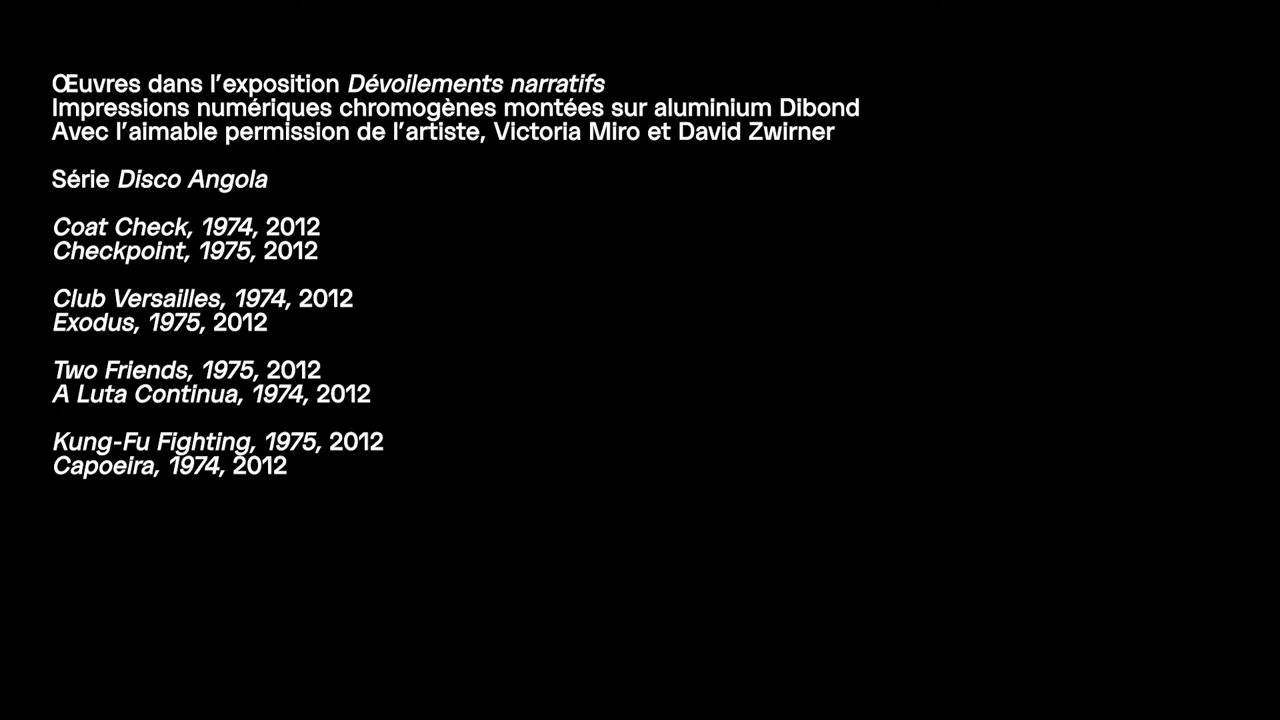 Œuvres dans l’exposition Dévoilements narratifs
Impressions numériques chromogènes montées sur aluminium Dibond
Avec l’aimable permission de l’artiste, Victoria Miro et David Zwirner
Série Disco Angola
Coat Check, 1974, 2012
Checkpoint, 1975, 2012
Club Versailles, 1974, 2012
Exodus, 1975, 2012
Two Friends, 1975, 2012
A Luta Continua, 1974, 2012
Kung-Fu Fighting, 1975, 2012
Capoeira, 1974, 2012